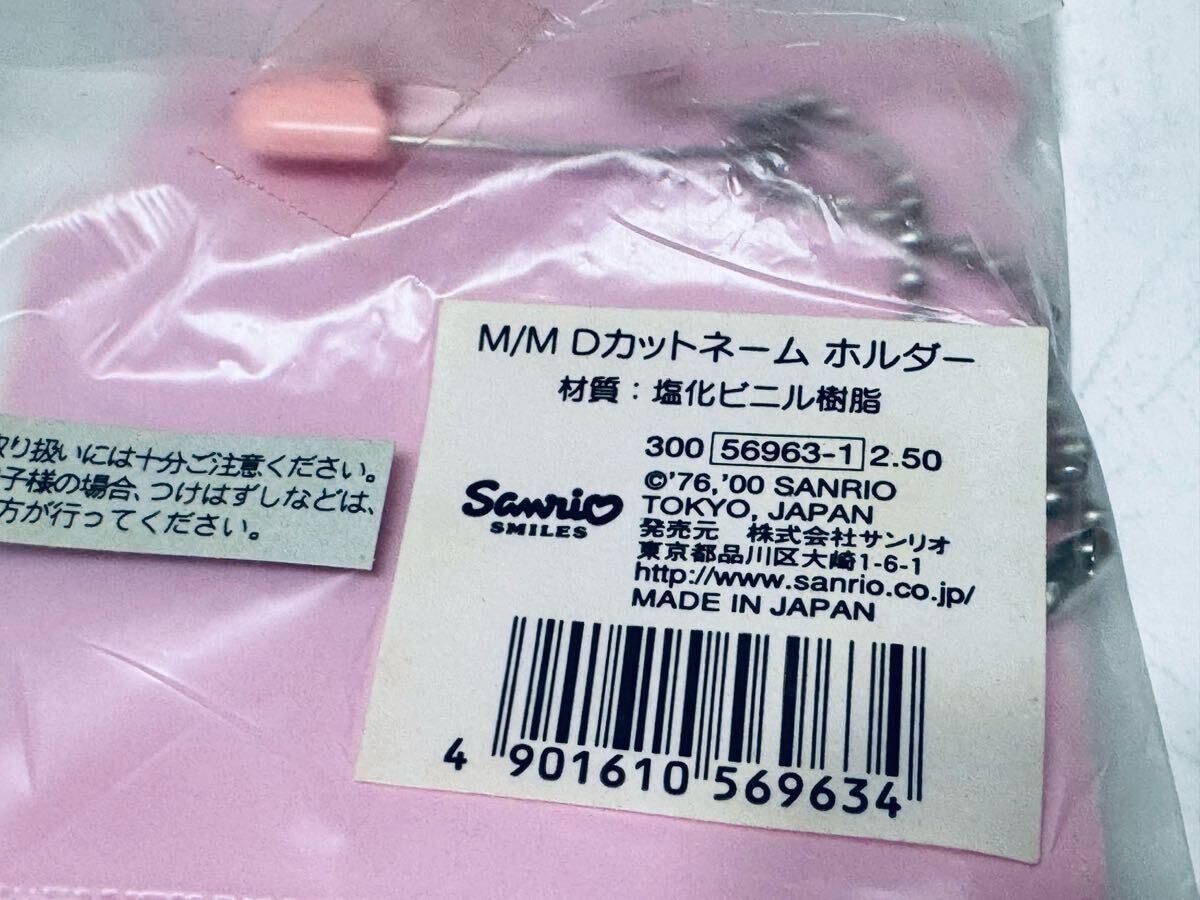 M/M Dカットネーム ホルダー
材質：塩化ビニル樹脂
300 56963-1 2.50
©'76,'00 SANRIO
TOKYO, JAPAN
発売元 株式会社サンリオ
東京都品川区大崎1-6-1
http://www.sanrio.co.jp/
MADE IN JAPAN
Sanrio
SMILES
4 901610 569634
取り扱いには十分ご注意ください。
子様の場合、つけはずしなどは、
方が行ってください。